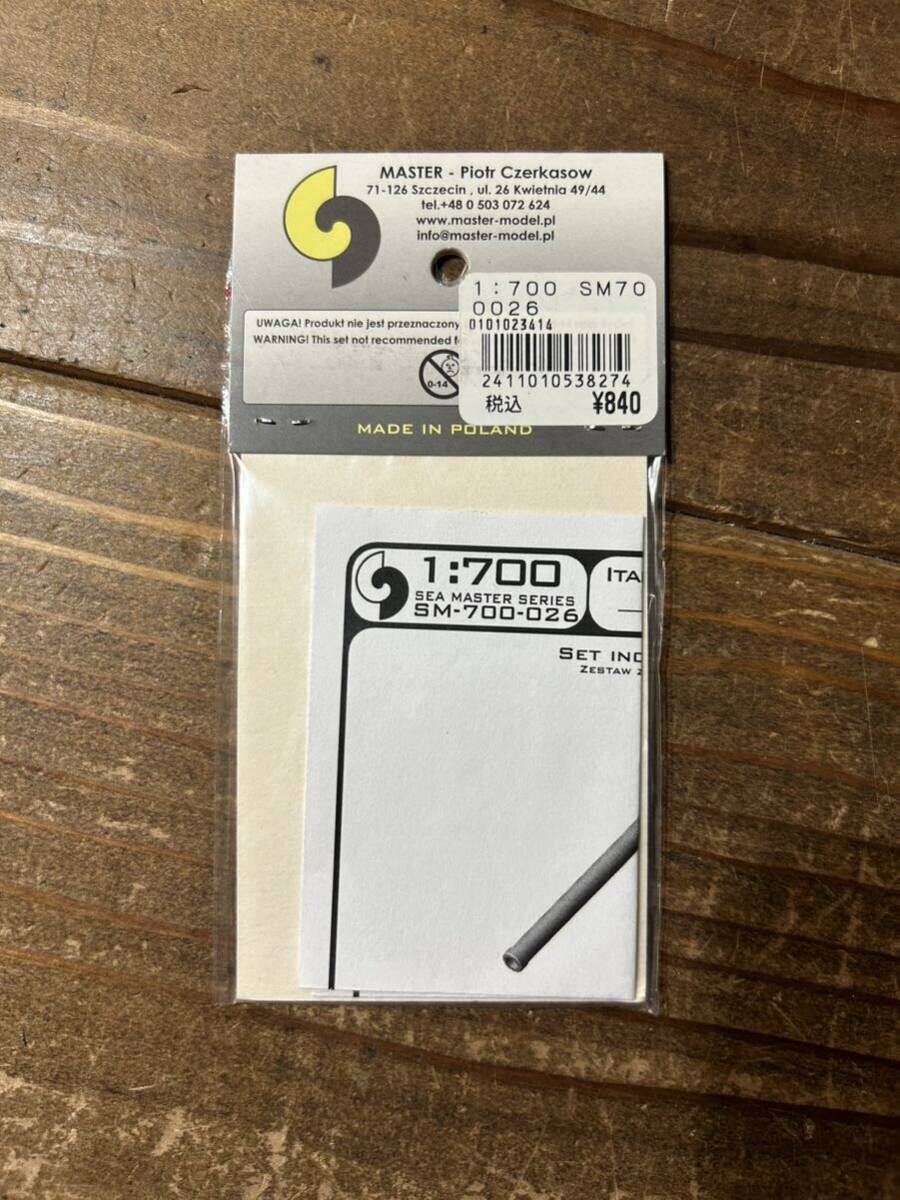 MASTER - Piotr Czerkasow
71-126 Szczecin , ul. 26 Kwietnia 49/44
tel.+48 0 503 072 624
www.master-model.pl
info@master-model.pl
1:700 SM70
0026
0101023414
2411010538274
税込 ¥840
UWAGA! Produkt nie jest przeznaczony
WARNING! This set not recommended
0-14
MADE IN POLAND
1:700
SEA MASTER SERIES
SM-700-026
ITA
SET INC
ZESTAW